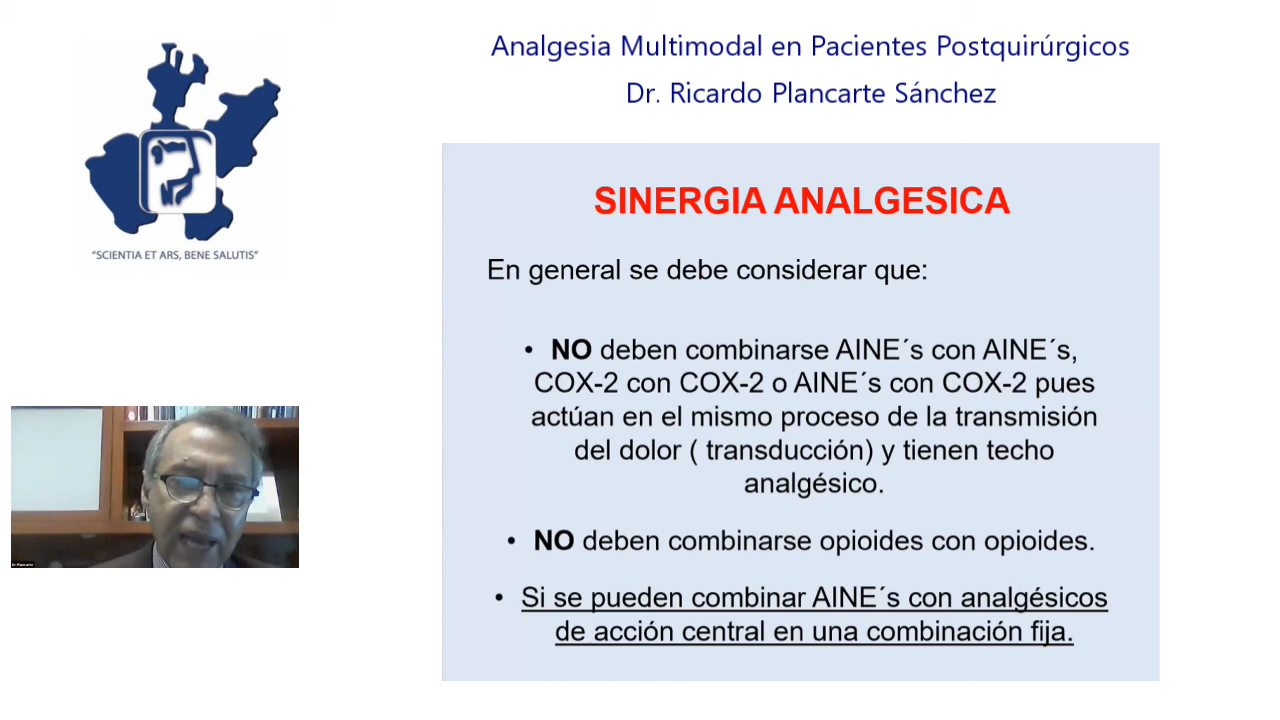 Analgesia Multimodal en Pacientes Postquirúrgicos
Dr. Ricardo Plancarte Sánchez
"SCIENTIA ET ARS, BENE SALUTIS"
SINERGIA ANALGESICA
En general se debe considerar que:
• NO deben combinarse AINE´s con AINE´s,
COX-2 con COX-2 o AINE´s con COX-2 pues
actúan en el mismo proceso de la transmisión
del dolor ( transducción) y tienen techo
analgésico.
• NO deben combinarse opioides con opioides.
• Si se pueden combinar AINE´s con analgésicos
de acción central en una combinación fija.